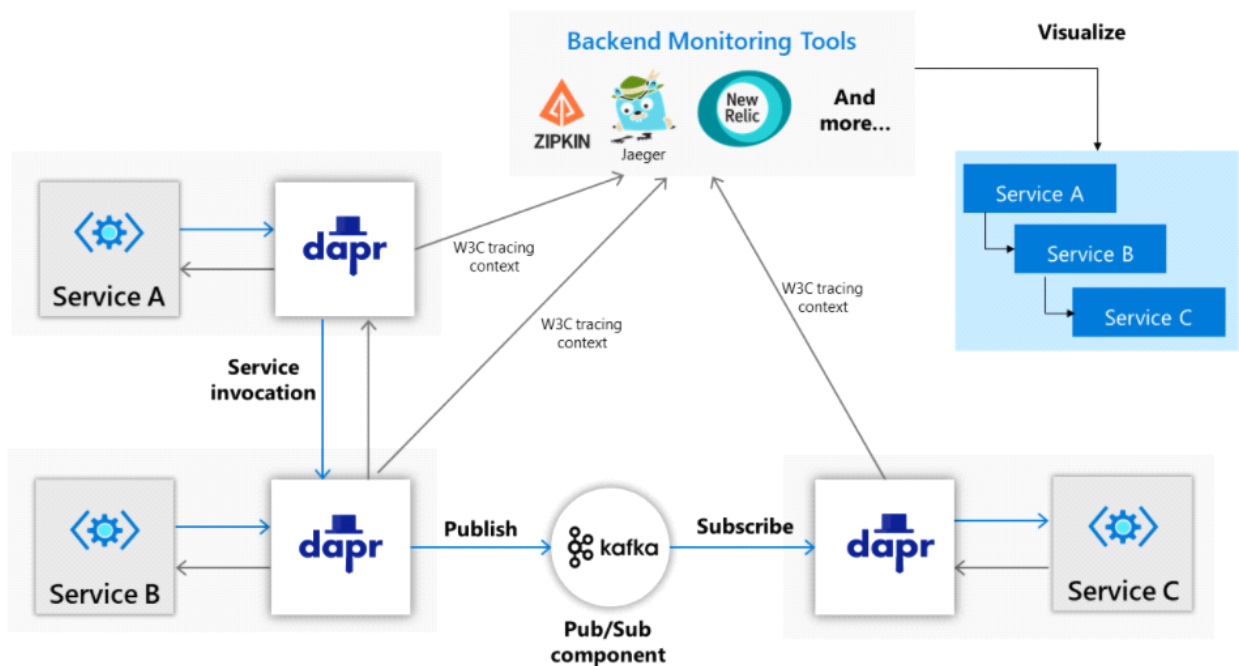 Backend Monitoring Tools
Visualize
ZIPKIN
Jaeger
New
Relic
And
more...
Service A
Service B
Service C
Service A
dapr
W3C tracing
context
W3C tracing
context
W3C tracing
context
Service
invocation
Service B
dapr
Publish
kafka
Subscribe
dapr
Service C
Pub/Sub
component